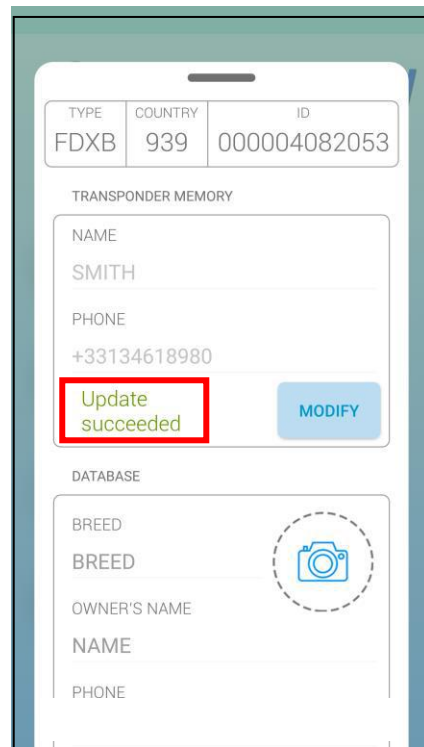 TYPE COUNTRY ID
FDXB 939 000004082053
TRANSPONDER MEMORY
NAME
SMITH
PHONE
+33134618980
Update
succeeded
MODIFY
DATABASE
BREED
BREED
OWNER'S NAME
NAME
PHONE